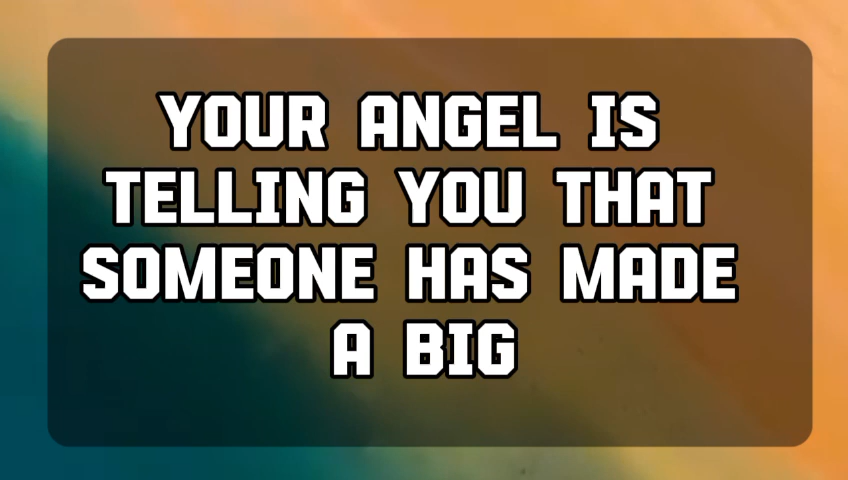 YOUR ANGEL IS
TELLING YOU THAT
SOMEONE HAS MADE
A BIG